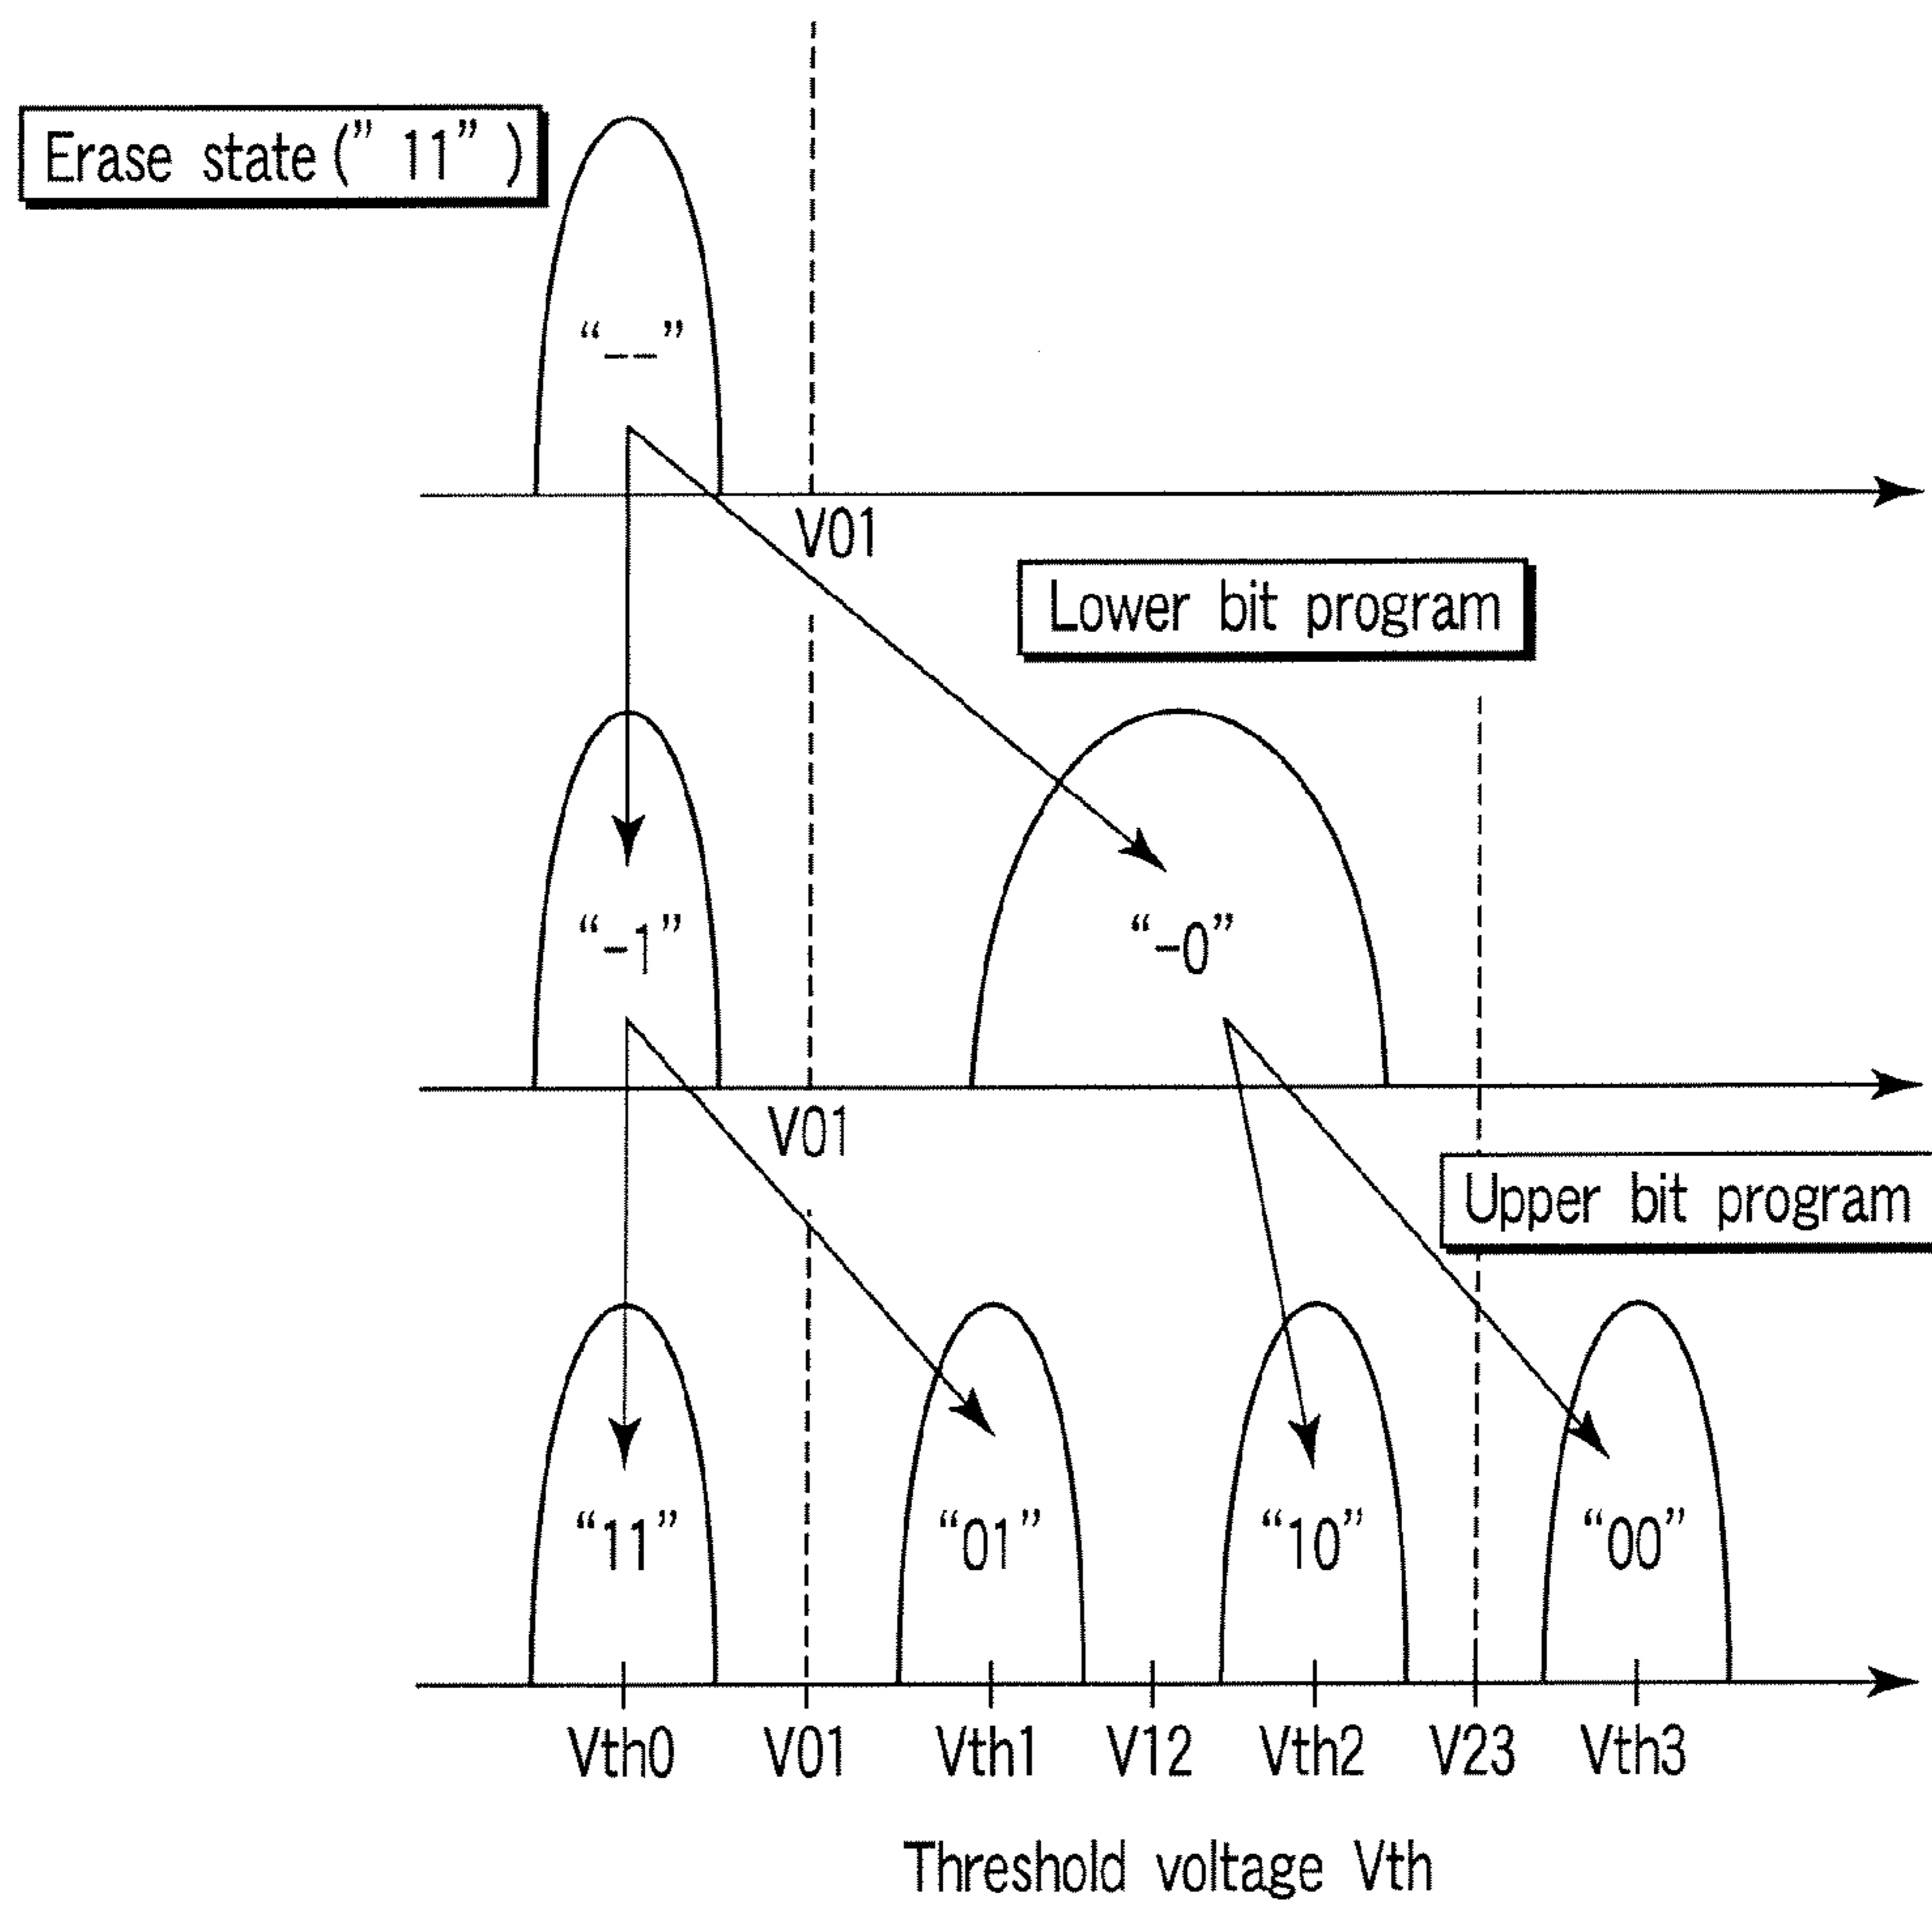 Erase state (” 11” )
“__”
V01
Lower bit program
“-1” “-0”
V01
Upper bit program
“11” “01” “10” “00”
Vth0 V01 Vth1 V12 Vth2 V23 Vth3
Threshold voltage Vth